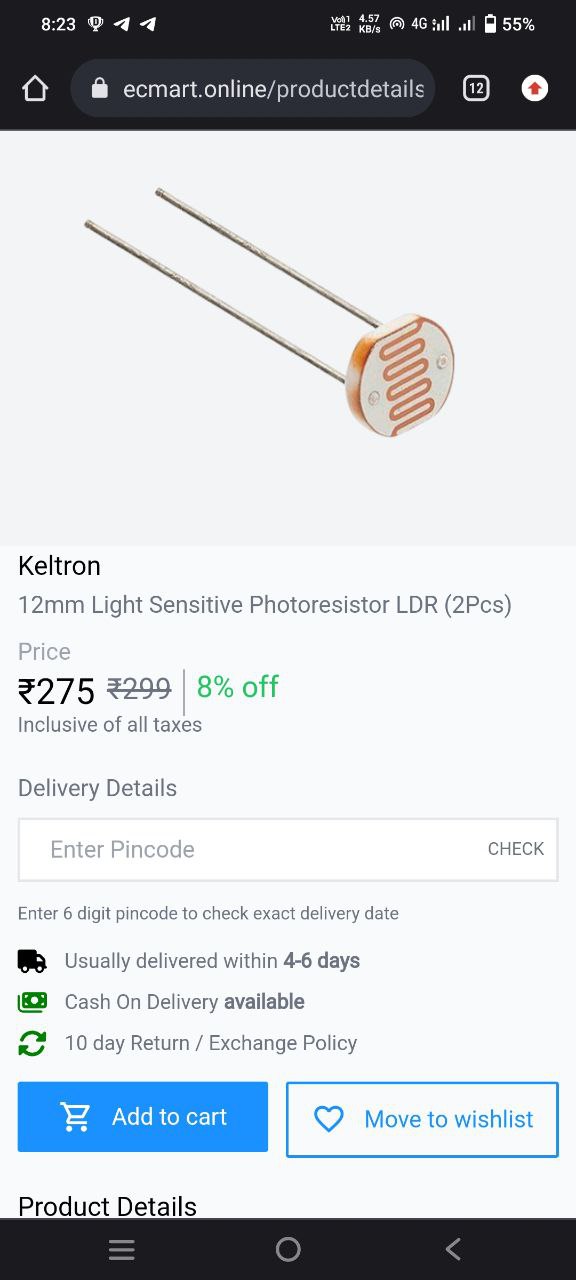 8:23 Vo))1 LTE2 4.57 KB/s 4G 55%
ecmart.online/productdetails 12
Keltron
12mm Light Sensitive Photoresistor LDR (2Pcs)
Price
₹275 ₹299 8% off
Inclusive of all taxes
Delivery Details
Enter Pincode CHECK
Enter 6 digit pincode to check exact delivery date
Usually delivered within 4-6 days
Cash On Delivery available
10 day Return / Exchange Policy
Add to cart Move to wishlist
Product Details